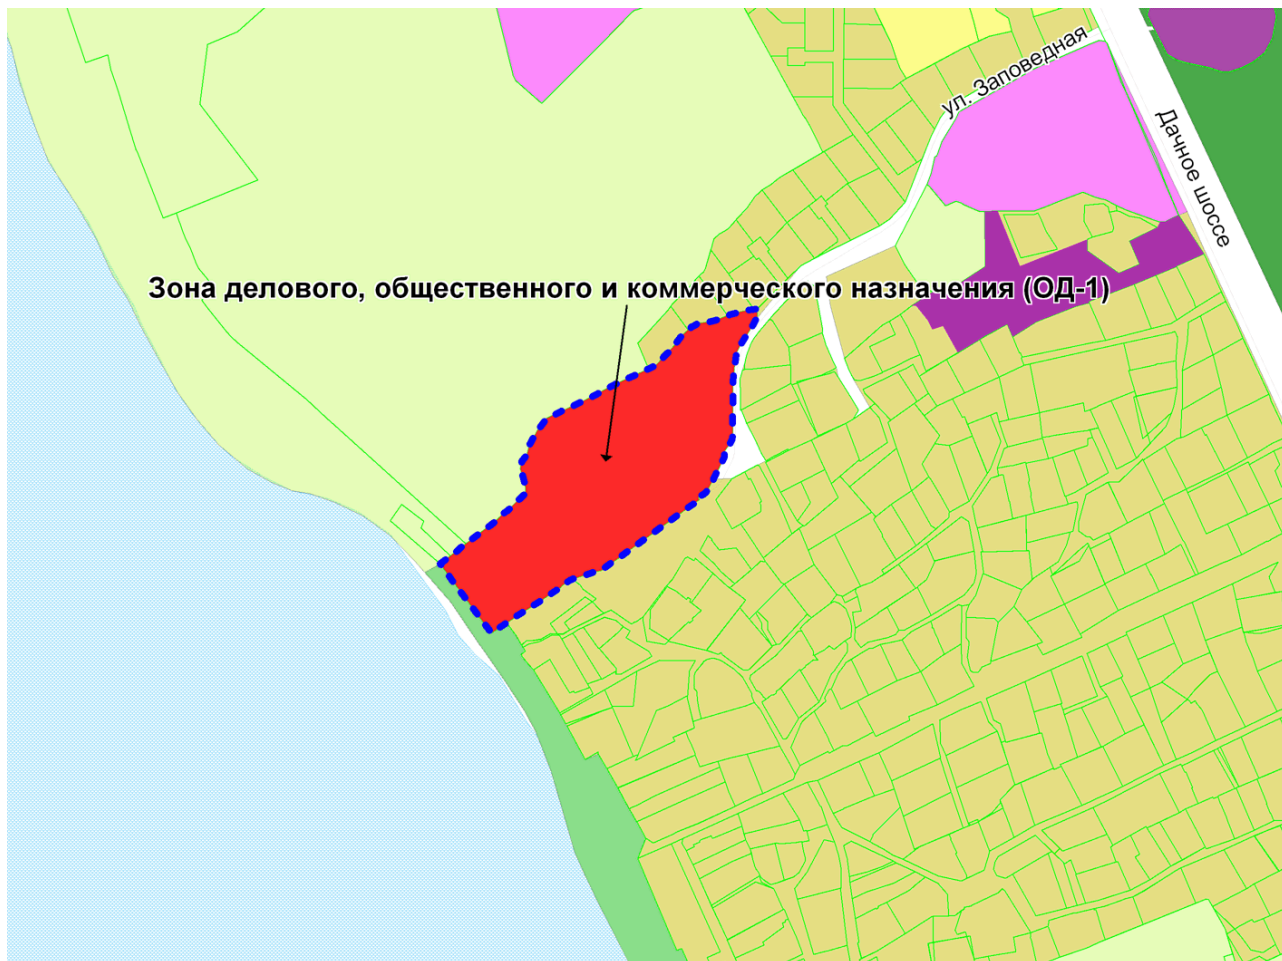 ул. Заповедная
Дачное шоссе
Зона делового, общественного и коммерческого назначения (ОД-1)